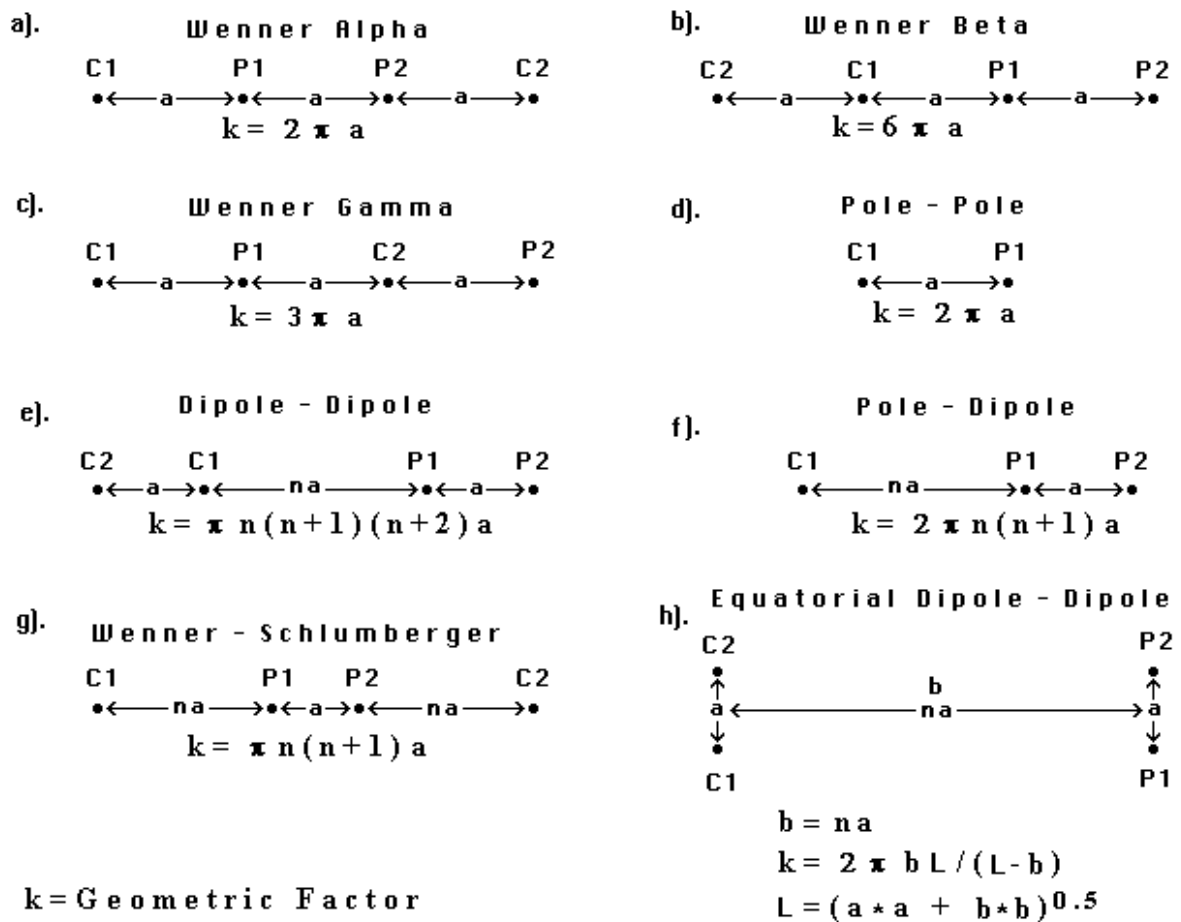 a). Wenner Alpha
C1 P1 P2 C2
a a a
k = 2 π a
b). Wenner Beta
C2 C1 P1 P2
a a a
k = 6 π a
c). Wenner Gamma
C1 P1 C2 P2
a a a
k = 3 π a
d). Pole - Pole
C1 P1
a
k = 2 π a
e). Dipole - Dipole
C2 C1 P1 P2
a na a
k = π n(n+1)(n+2)a
f). Pole - Dipole
C1 P1 P2
na a
k = 2 π n(n+1)a
g). Wenner - Schlumberger
C1 P1 P2 C2
na a na
k = π n(n+1)a
h). Equatorial Dipole - Dipole
C2 P2
b
a na a
C1 P1
b = na
k = 2 π b L /(L-b)
L = (a*a + b*b)^0.5
k = Geometric Factor